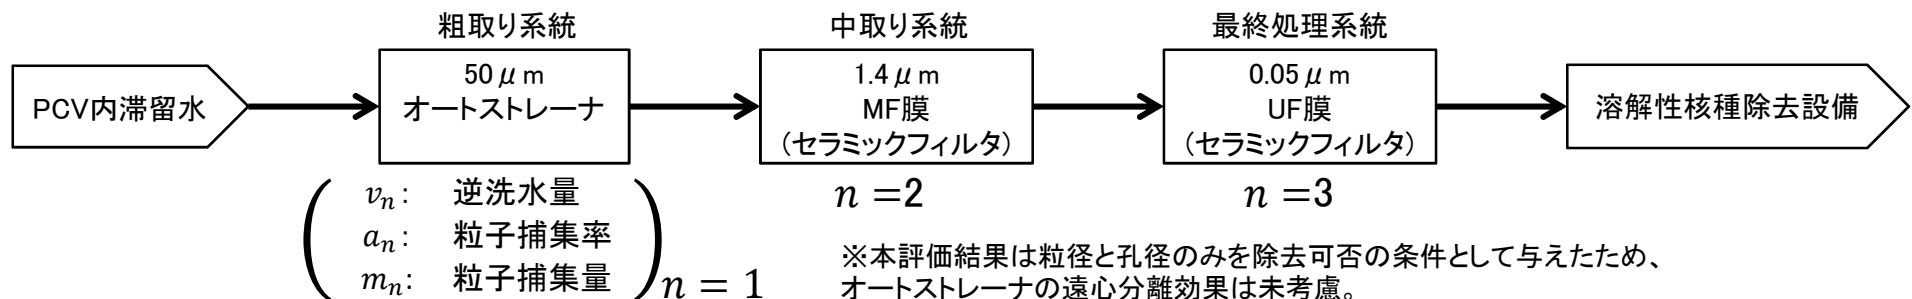 粗取り系統
中取り系統
最終処理系統
PCV内滞留水
50μm
オートストレーナ
1.4μm
MF膜
(セラミックフィルタ)
0.05μm
UF膜
(セラミックフィルタ)
溶解性核種除去設備
vₙ: 逆洗水量
aₙ: 粒子捕集率
mₙ: 粒子捕集量
n = 1
n =2
n =3
※本評価結果は粒径と孔径のみを除去可否の条件として与えたため、
オートストレーナの遠心分離効果は未考慮。